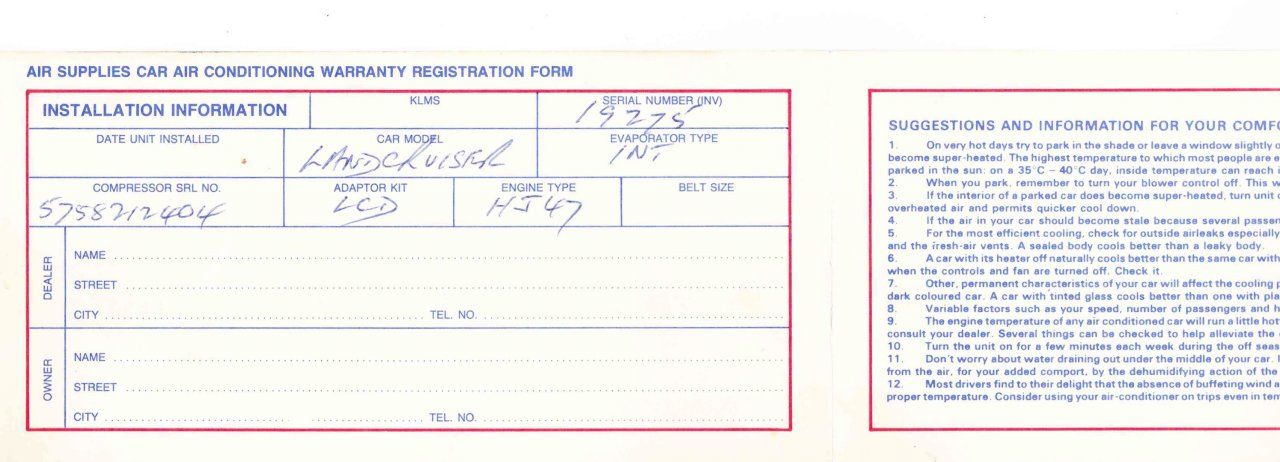 AIR SUPPLIES CAR AIR CONDITIONING WARRANTY REGISTRATION FORM
INSTALLATION INFORMATION
KLMS
SERIAL NUMBER (INV)
19275
DATE UNIT INSTALLED
CAR MODEL
LANDCRUISER
EVAPORATOR TYPE
INT
COMPRESSOR SRL NO.
5758212404
ADAPTOR KIT
LCD
ENGINE TYPE
HJ47
BELT SIZE
DEALER
NAME
STREET
CITY TEL. NO.
OWNER
NAME
STREET
CITY TEL. NO.
SUGGESTIONS AND INFORMATION FOR YOUR COMFO
1. On very hot days try to park in the shade or leave a window slightly o
become super-heated. The highest temperature to which most people are e
parked in the sun: on a 35°C – 40°C day, inside temperature can reach i
2. When you park, remember to turn your blower control off. This w
3. If the interior of a parked car does become super-heated, turn unit o
overheated air and permits quicker cool down.
4. If the air in your car should become stale because several passen
5. For the most efficient cooling, check for outside airleaks especially
and the fresh-air vents. A sealed body cools better than a leaky body.
6. A car with its heater off naturally cools better than the same car with
when the controls and fan are turned off. Check it.
7. Other, permanent characteristics of your car will affect the cooling p
dark coloured car. A car with tinted glass cools better than one with pla
8. Variable factors such as your speed, number of passengers and h
9. The engine temperature of any air conditioned car will run a little hot
consult your dealer. Several things can be checked to help alleviate the
10. Turn the unit on for a few minutes each week during the off seas
11. Don't worry about water draining out under the middle of your car. I
from the air, for your added comport, by the dehumidifying action of the
12. Most drivers find to their delight that the absence of buffeting wind a
proper temperature. Consider using your air-conditioner on trips even in tem